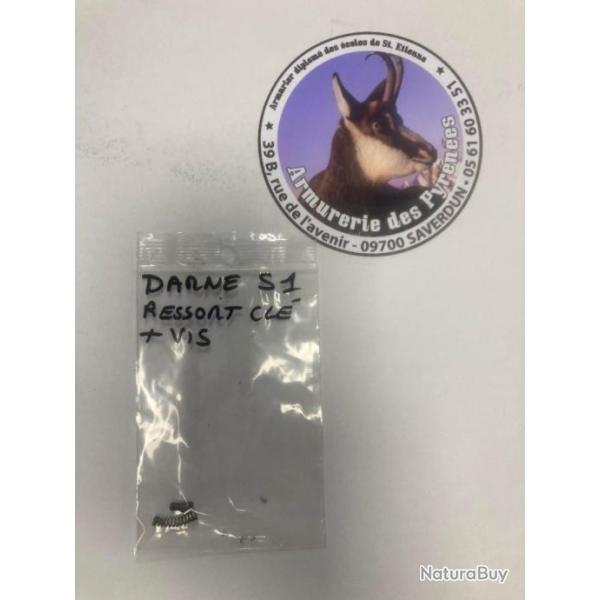 ★ Armurier diplomé des écoles de St. Etienne ★
Armurerie des Pyrénées
39 B, rue de l'avenir - 09700 SAVERDUN • 05 61 60 33 51
DARNE S1
RESSORT CLÉ
+ VIS
NaturaBuy